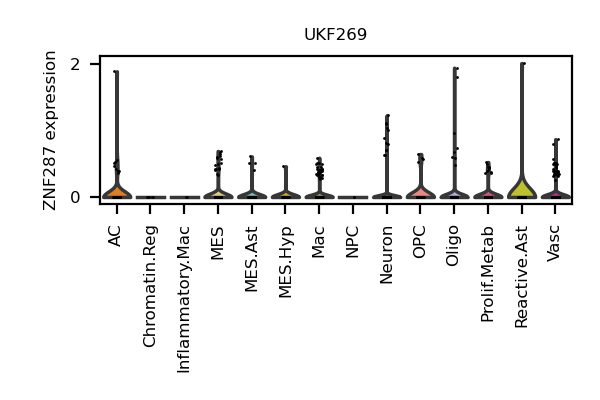 UKF269
ZNF287 expression
2
0
AC
Chromatin.Reg
Inflammatory.Mac
MES
MES.Ast
MES.Hyp
Mac
NPC
Neuron
OPC
Oligo
Prolif.Metab
Reactive.Ast
Vasc